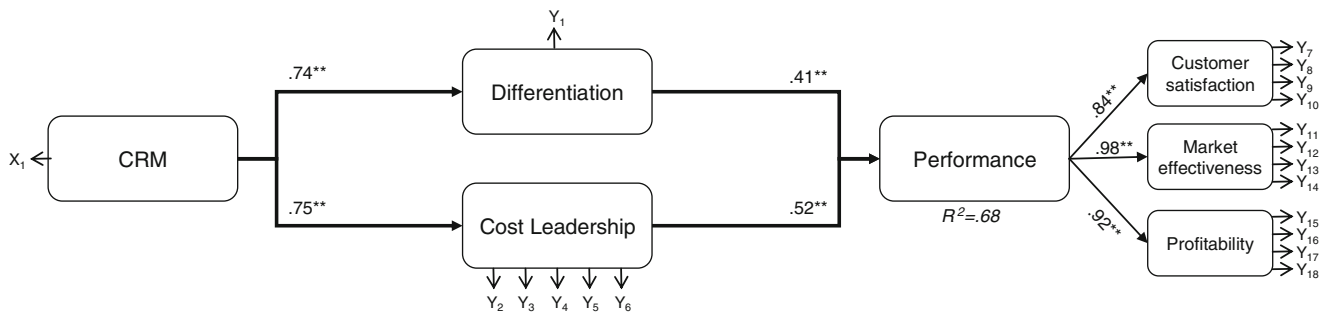 X₁
CRM
.74**
.75**
Y₁
Differentiation
Cost Leadership
Y₂ Y₃ Y₄ Y₅ Y₆
.41**
.52**
Performance
R²=.68
.84**
.98**
.92**
Customer
satisfaction
Y₇
Y₈
Y₉
Y₁₀
Market
effectiveness
Y₁₁
Y₁₂
Y₁₃
Y₁₄
Profitability
Y₁₅
Y₁₆
Y₁₇
Y₁₈